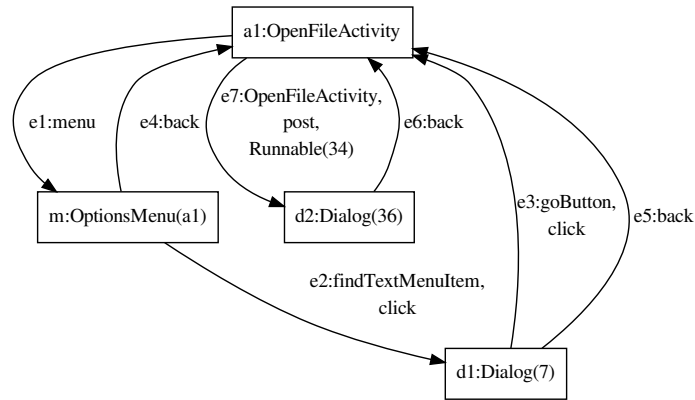 a1:OpenFileActivity
e1:menu
e4:back
e7:OpenFileActivity,
post,
Runnable(34)
e6:back
e3:goButton,
click
e5:back
m:OptionsMenu(a1)
d2:Dialog(36)
e2:findTextMenuItem,
click
d1:Dialog(7)